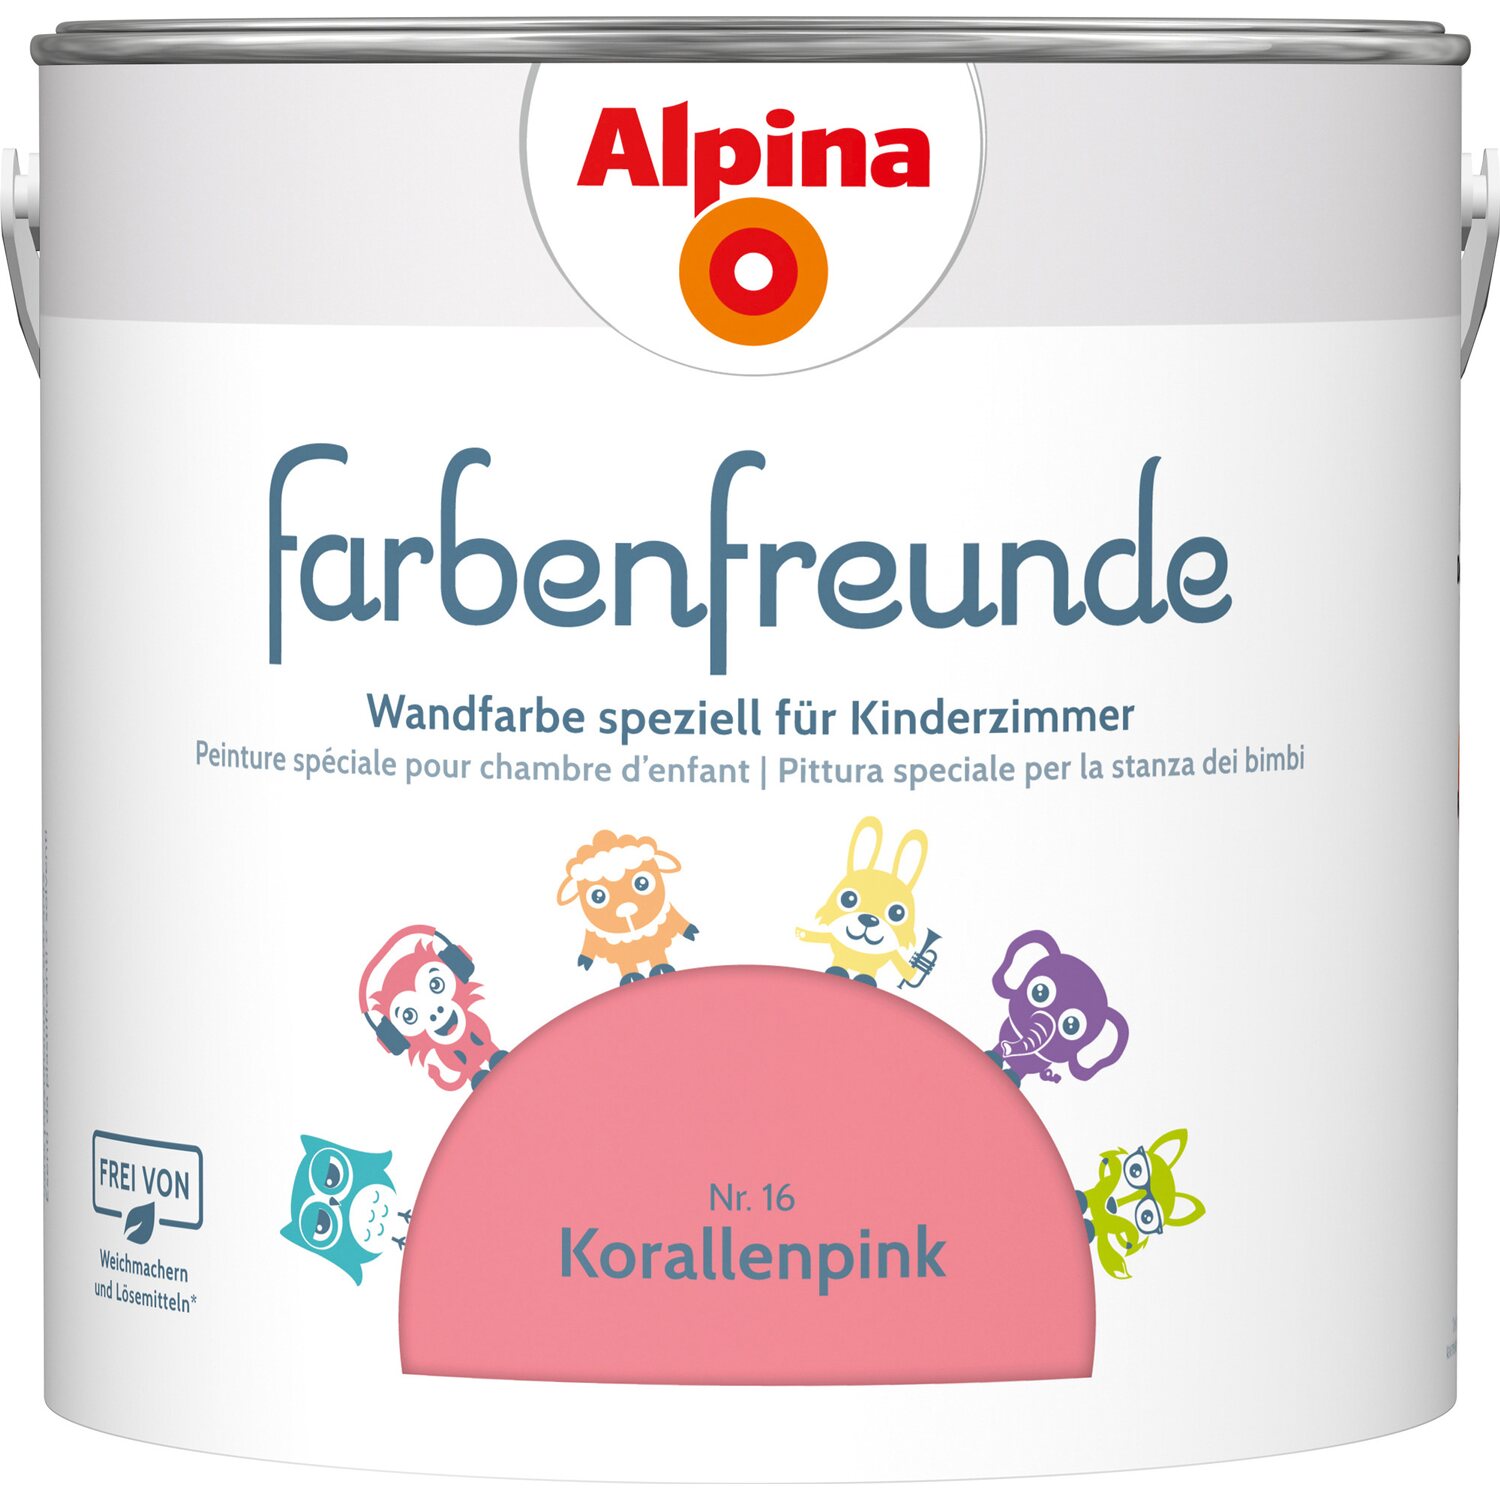 Alpina
farbenfreunde
Wandfarbe speziell für Kinderzimmer
Peinture spéciale pour chambre d'enfant | Pittura speciale per la stanza dei bimbi
FREI VON
Weichmachern
und Lösemitteln*
Nr. 16
Korallenpink